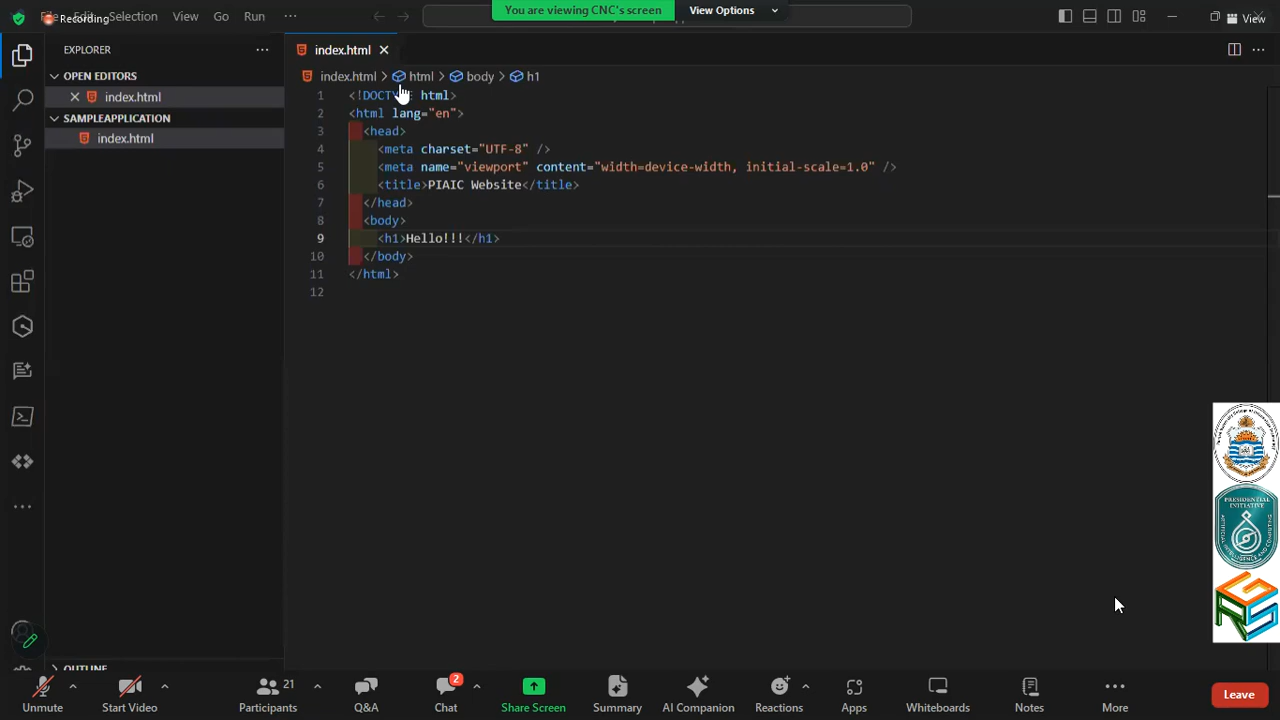 Recording
Selection
View
Go
Run
You are viewing CNC's screen
View Options
View
EXPLORER
index.html
OPEN EDITORS
index.html
SAMPLEAPPLICATION
index.html
index.html > html > body > h1
1 <!DOCTYPE html>
2 <html lang="en">
3 <head>
4 <meta charset="UTF-8" />
5 <meta name="viewport" content="width=device-width, initial-scale=1.0" />
6 <title>PIAIC Website</title>
7 </head>
8 <body>
9 <h1>Hello!!!</h1>
10 </body>
11 </html>
12
PRESIDENTIAL
INITIATIVE
OUTLINE
Unmute
Start Video
21
Participants
Q&A
2
Chat
Share Screen
Summary
AI Companion
Reactions
Apps
Whiteboards
Notes
More
Leave